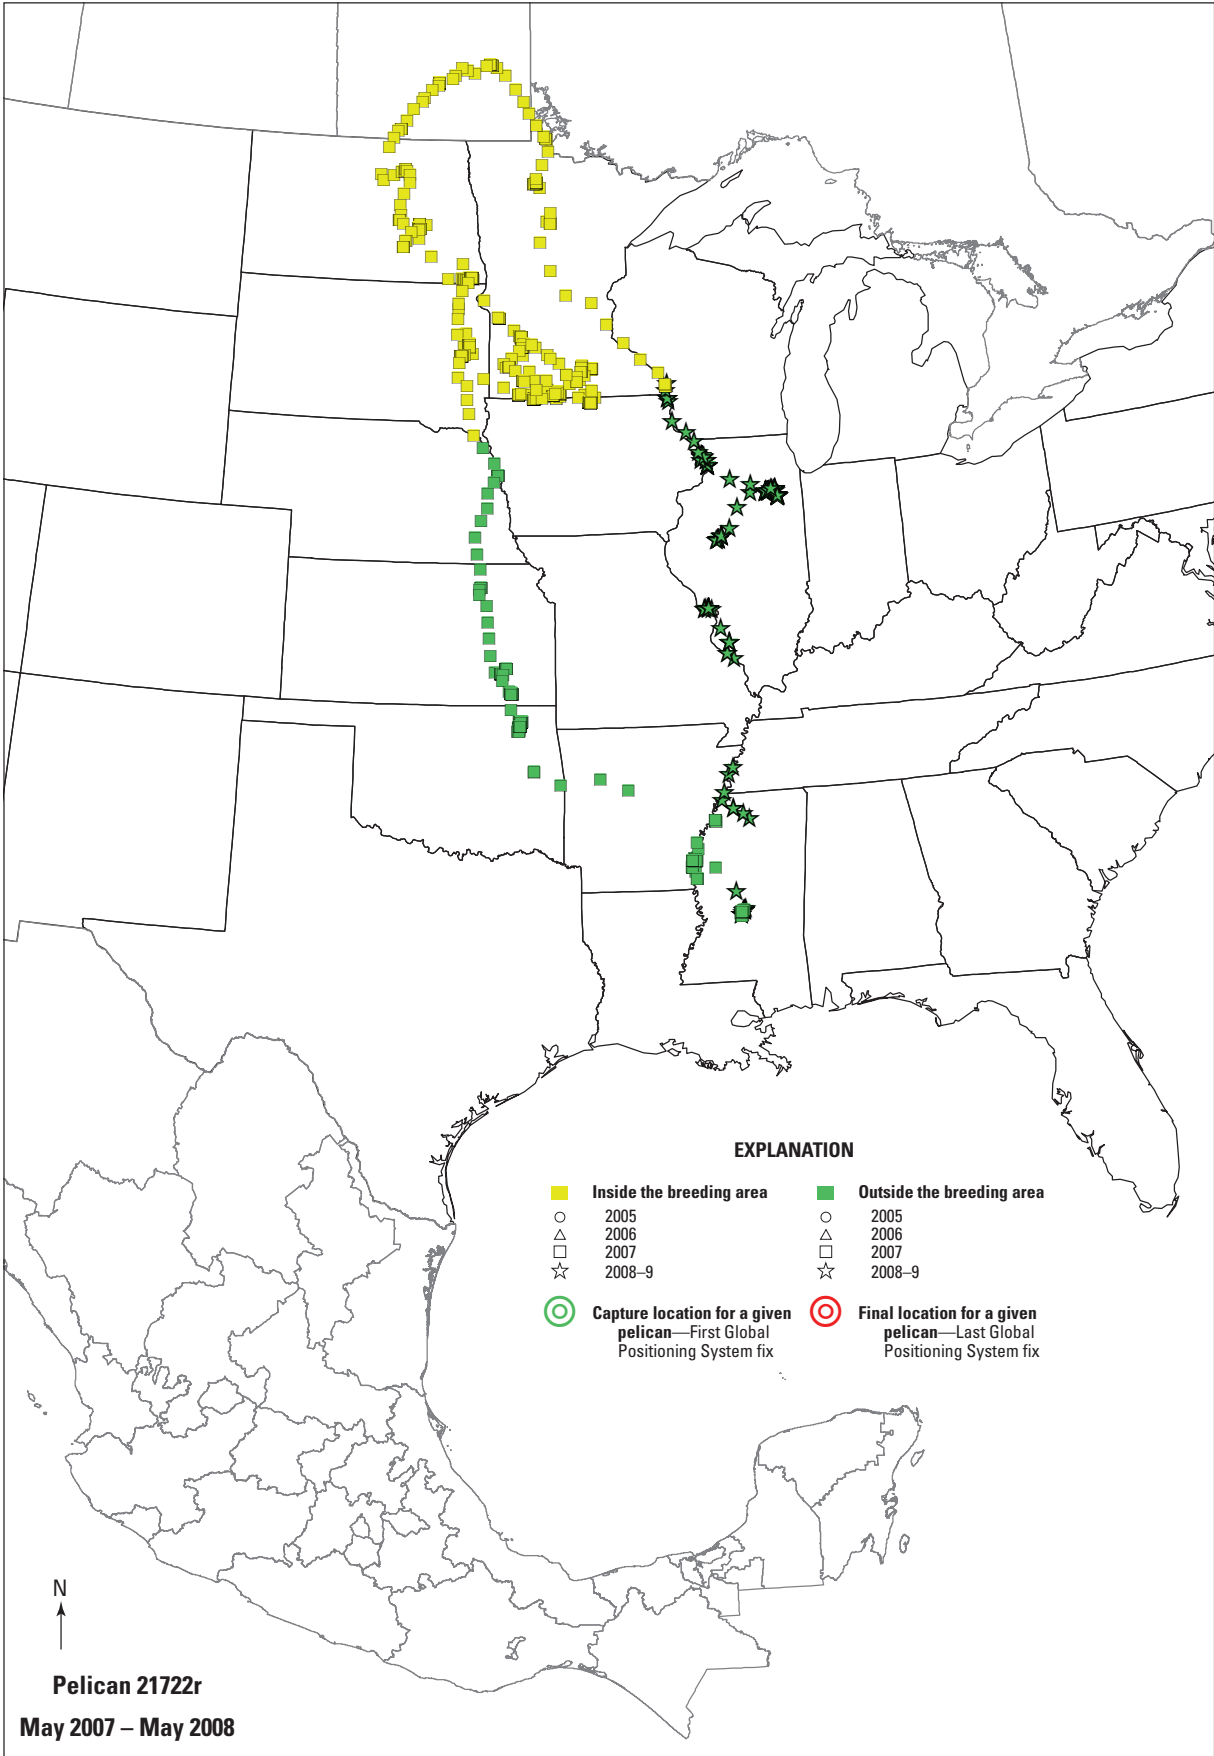 EXPLANATION
Inside the breeding area
2005
2006
2007
2008–9
Capture location for a given
pelican—First Global
Positioning System fix
Outside the breeding area
2005
2006
2007
2008–9
Final location for a given
pelican—Last Global
Positioning System fix
N
Pelican 21722r
May 2007 – May 2008